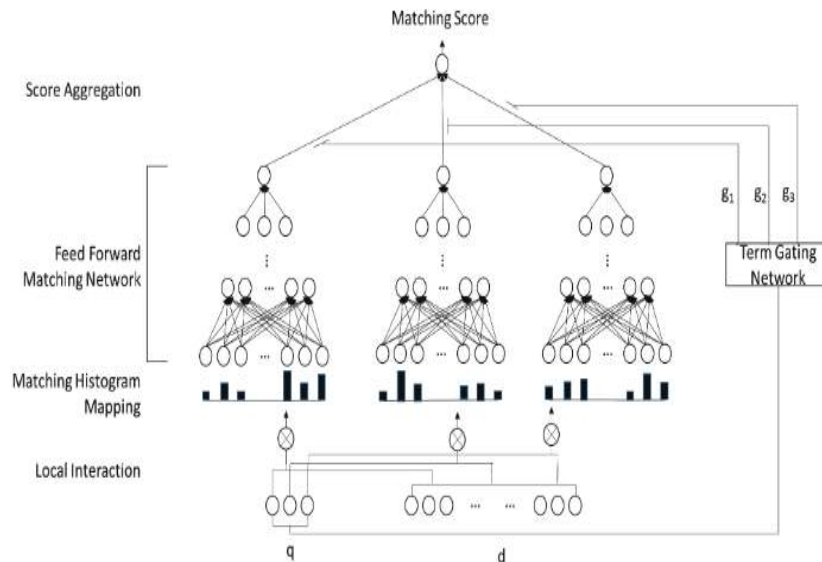 Matching Score
Score Aggregation
g1
g2
g3
Feed Forward
Matching Network
Term Gating
Network
...
...
...
...
...
...
...
...
...
Matching Histogram
Mapping
Local Interaction
... ...
q
d